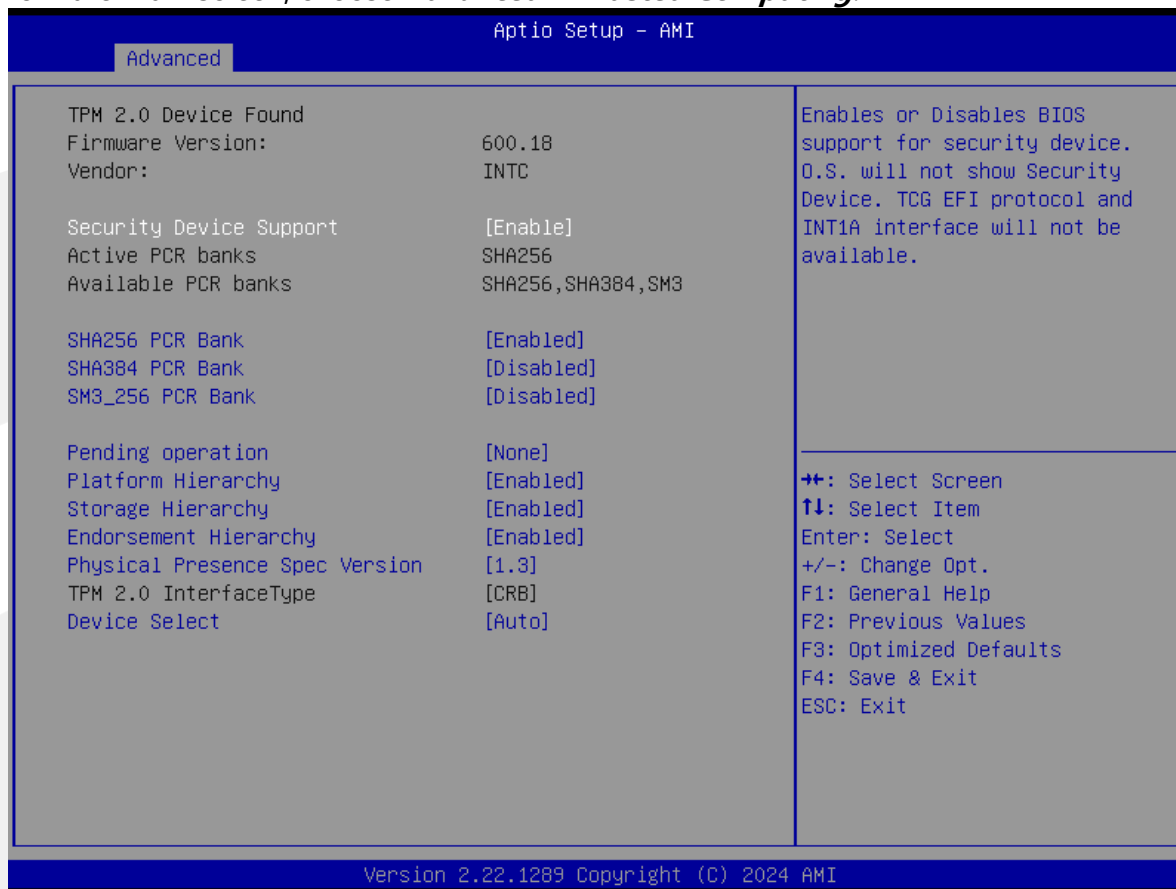 Aptio Setup - AMI
Advanced
TPM 2.0 Device Found
Firmware Version: 600.18
Vendor: INTC
Security Device Support [Enable]
Active PCR banks SHA256
Available PCR banks SHA256,SHA384,SM3
SHA256 PCR Bank [Enabled]
SHA384 PCR Bank [Disabled]
SM3_256 PCR Bank [Disabled]
Pending operation [None]
Platform Hierarchy [Enabled]
Storage Hierarchy [Enabled]
Endorsement Hierarchy [Enabled]
Physical Presence Spec Version [1.3]
TPM 2.0 InterfaceType [CRB]
Device Select [Auto]
Enables or Disables BIOS
support for security device.
O.S. will not show Security
Device. TCG EFI protocol and
INT1A interface will not be
available.
→←: Select Screen
↑↓: Select Item
Enter: Select
+/-: Change Opt.
F1: General Help
F2: Previous Values
F3: Optimized Defaults
F4: Save & Exit
ESC: Exit
Version 2.22.1289 Copyright (C) 2024 AMI